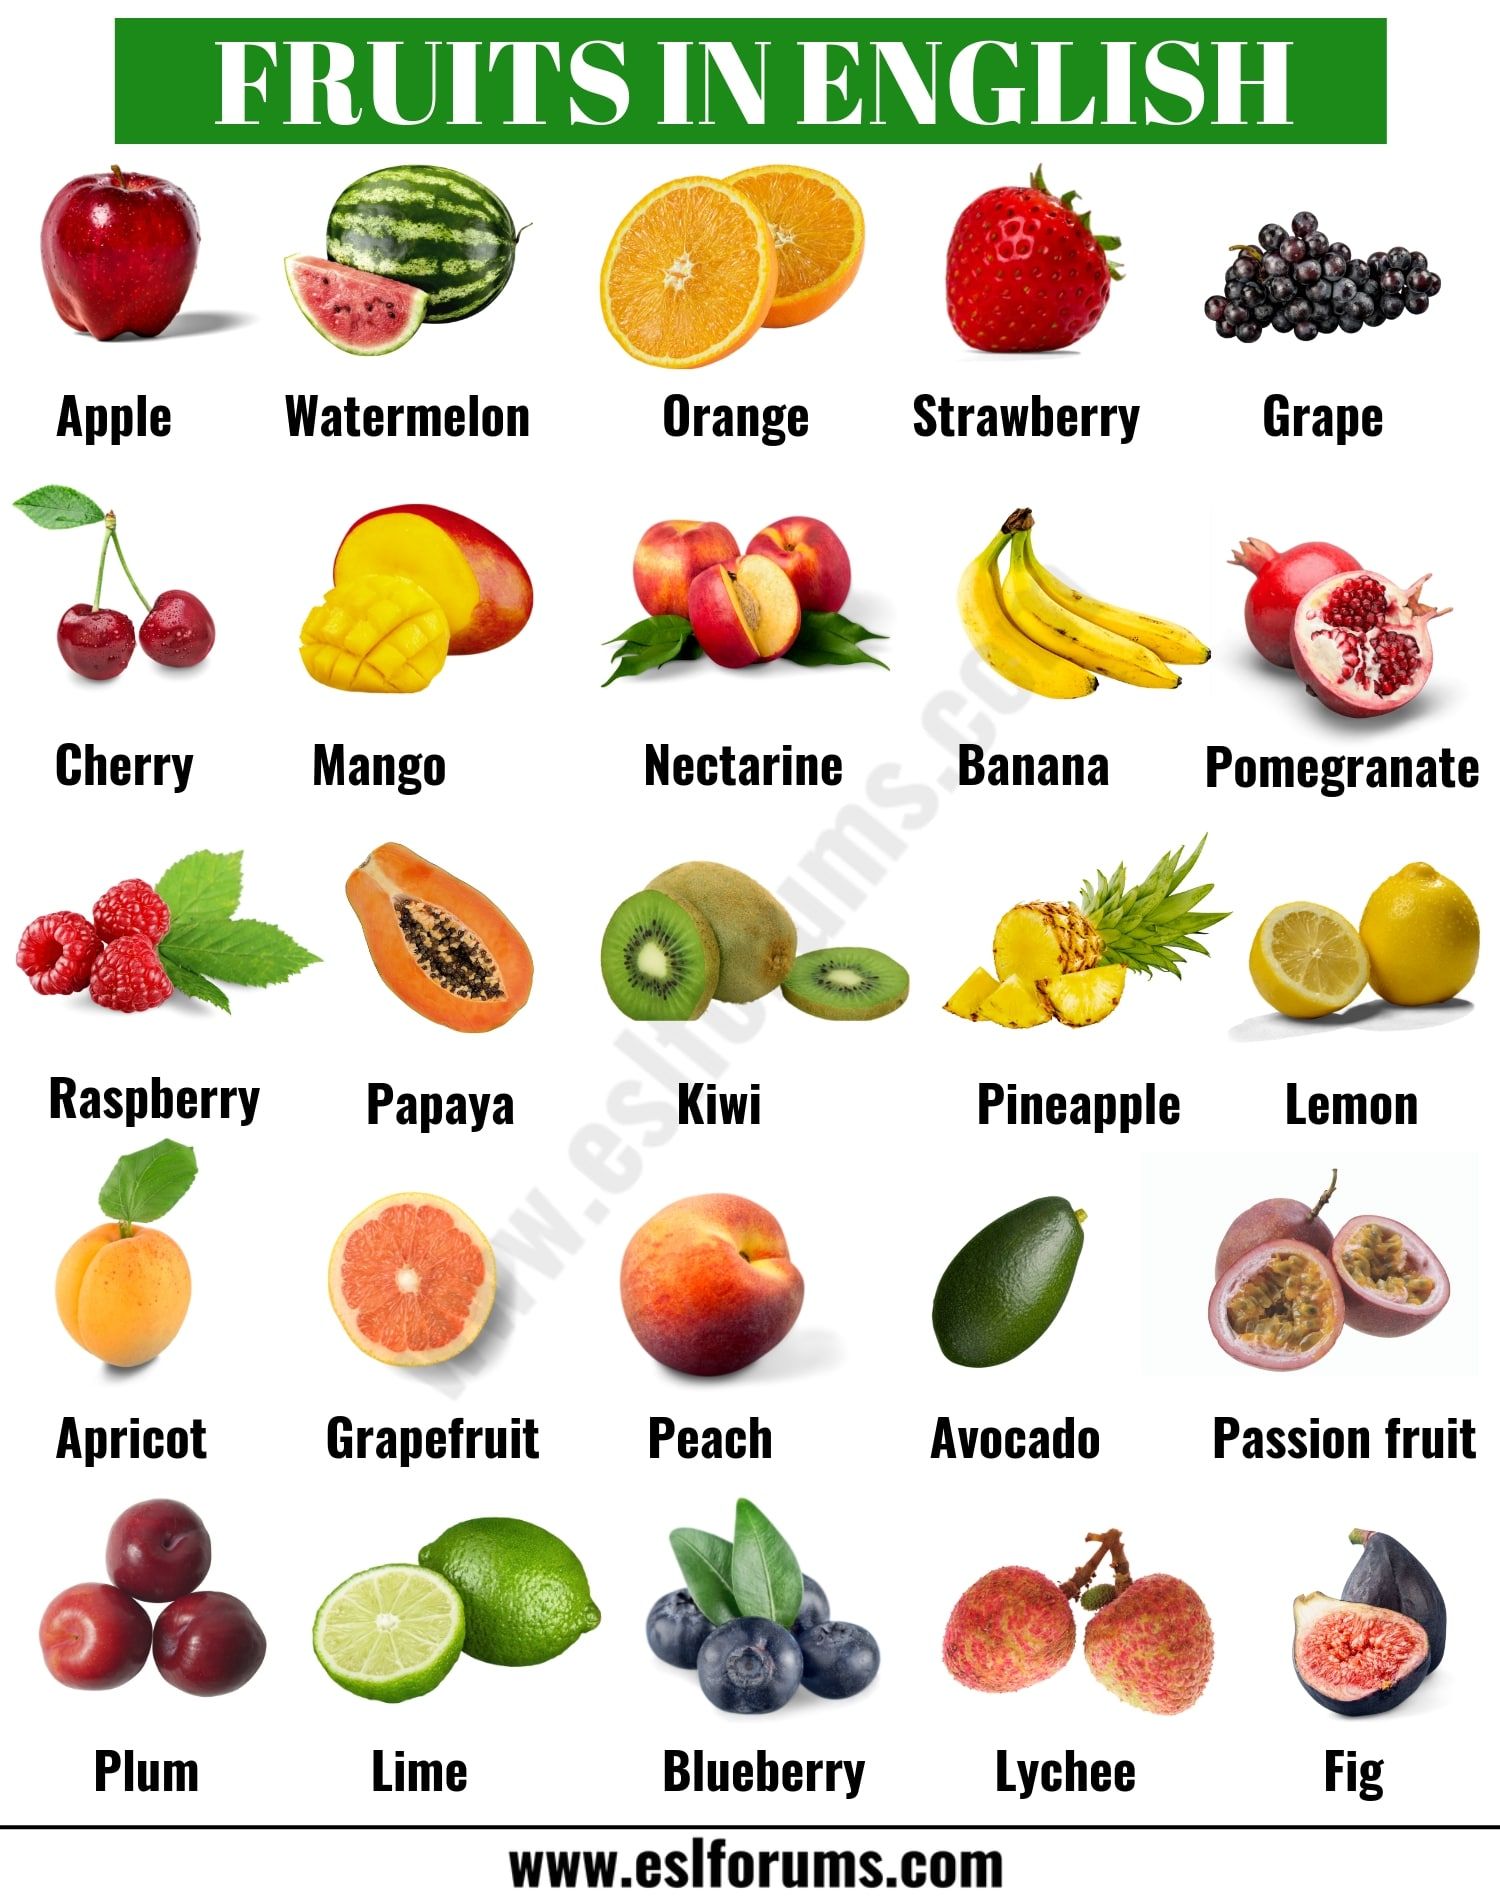 FRUITS IN ENGLISH
Apple Watermelon Orange Strawberry Grape
Cherry Mango Nectarine Banana Pomegranate
Raspberry Papaya Kiwi Pineapple Lemon
Apricot Grapefruit Peach Avocado Passion fruit
Plum Lime Blueberry Lychee Fig
www.eslforums.com
www.eslforums.com